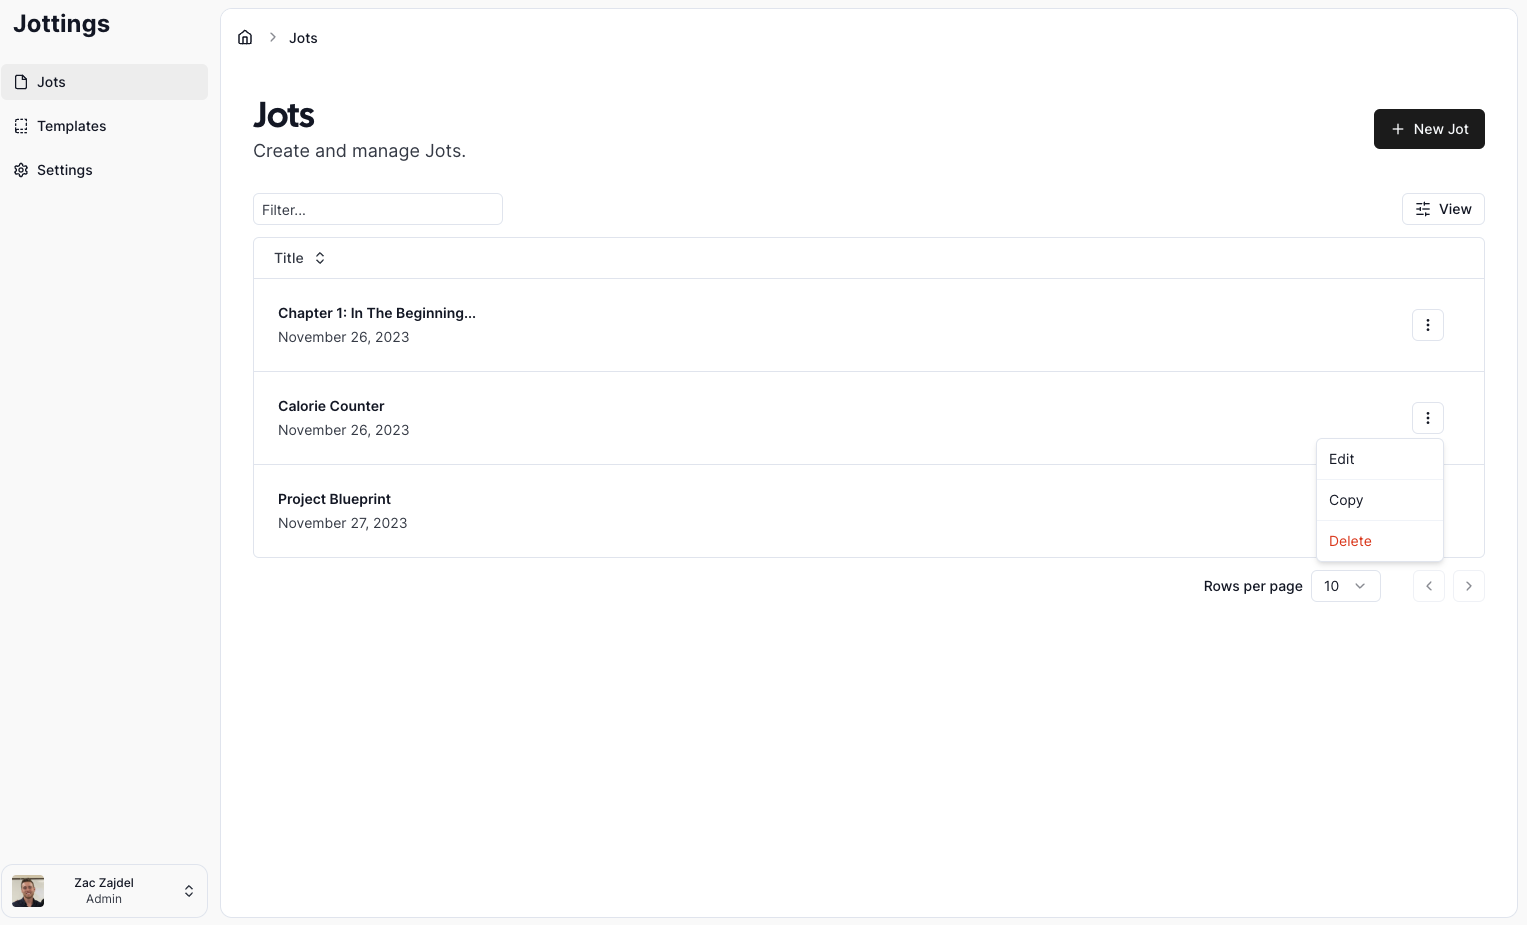 Jottings
Jots
Templates
Settings
Jots
Jots
Create and manage Jots.
New Jot
Filter...
View
Title
Chapter 1: In The Beginning...
November 26, 2023
Calorie Counter
November 26, 2023
Edit
Copy
Delete
Project Blueprint
November 27, 2023
Rows per page 10
Zac Zajdel
Admin